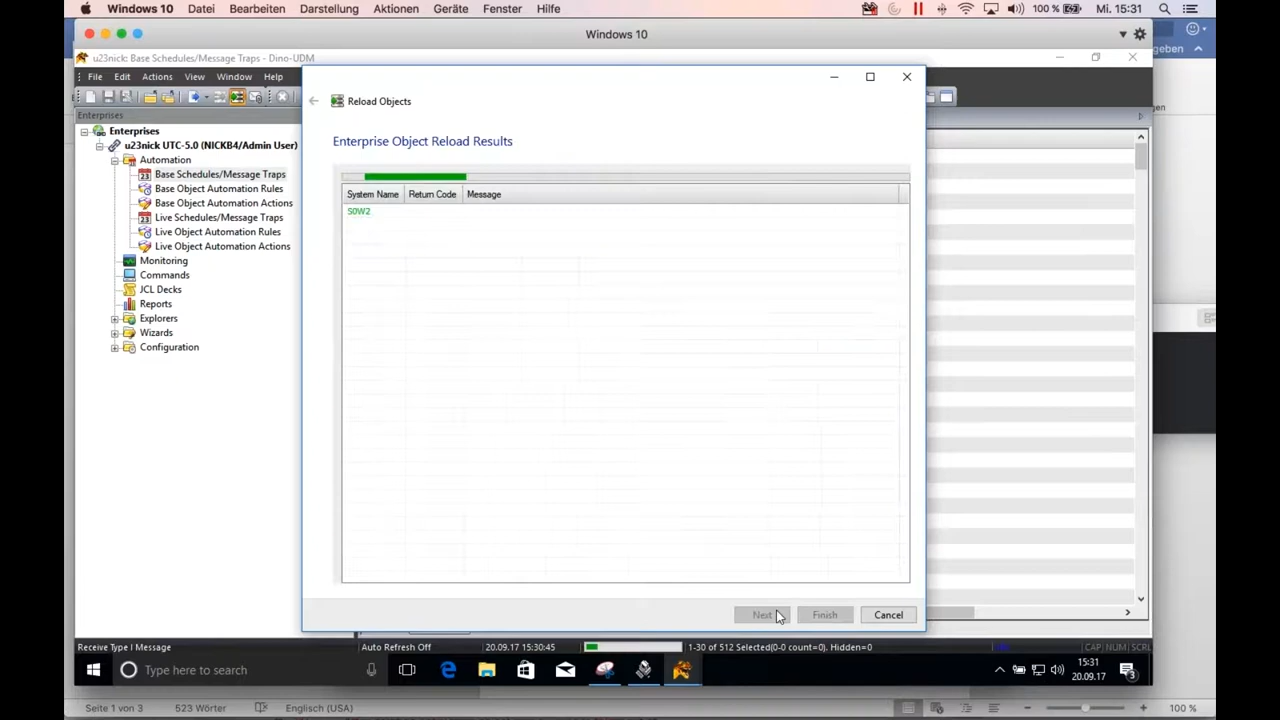 Windows 10 Datei Bearbeiten Darstellung Aktionen Geräte Fenster Hilfe 100 % Mi. 15:31
Windows 10
geben
u23nick: Base Schedules/Message Traps - Dino-UDM
File Edit Actions View Window Help
Reload Objects
Enterprises
Enterprises
u23nick UTC-5.0 (NICKB4/Admin User)
Automation
Base Schedules/Message Traps
Base Object Automation Rules
Base Object Automation Actions
Live Schedules/Message Traps
Live Object Automation Rules
Live Object Automation Actions
Monitoring
Commands
JCL Decks
Reports
Explorers
Wizards
Configuration
Enterprise Object Reload Results
System Name Return Code Message
S0W2
Next Finish Cancel
Receive Type I Message Auto Refresh Off 20.09.17 15:30:45 1-30 of 512 Selected(0-0 count=0). Hidden=0 CAP NUM SCRL
Type here to search
15:31
20.09.17
3
Seite 1 von 3 523 Wörter Englisch (USA) 100 %